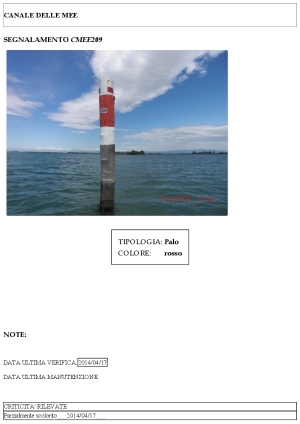 CANALE DELLE MEE
SEGNALAMENTO CMEE209
TIPOLOGIA: Palo
COLORE: rosso
NOTE:
DATA ULTIMA VERIFICA 2014/04/17
DATA ULTIMA MANUTENZIONE
CRITICITA' RILEVATE
Parzialmente scolorito 2014/04/17